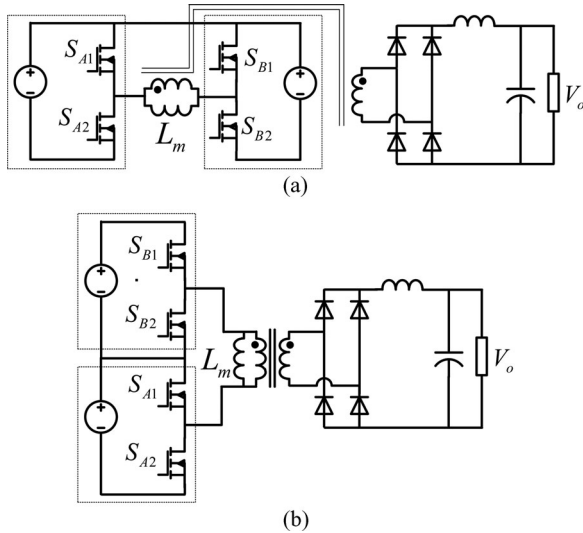 S_A1
S_B1
S_A2
S_B2
L_m
V_o
(a)
S_B1
S_B2
L_m
S_A1
S_A2
V_o
(b)